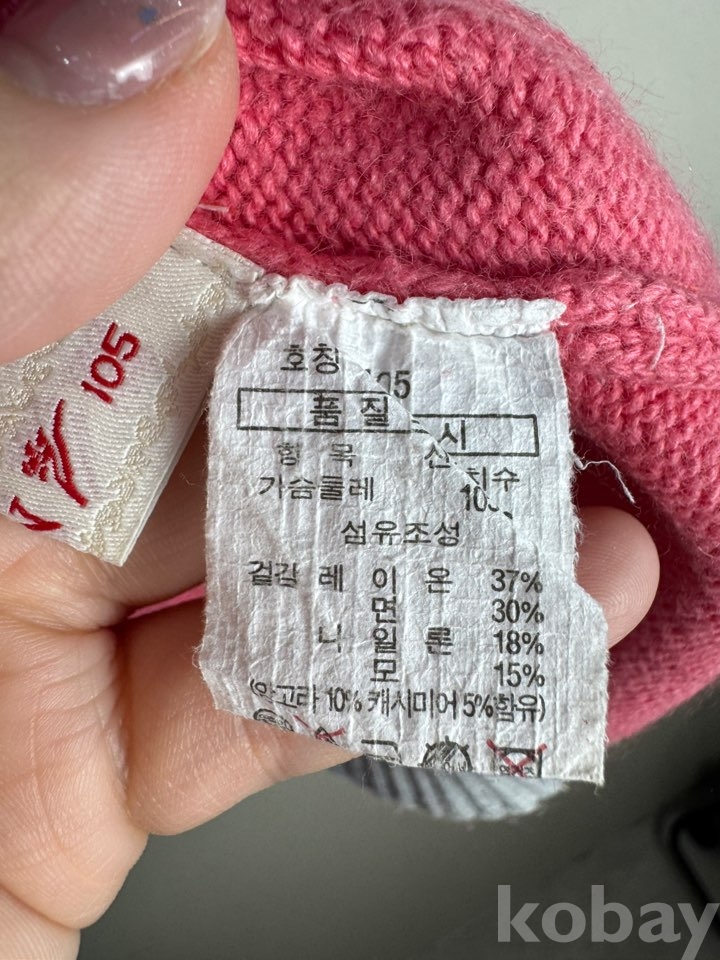 105
호칭 105
품 질 시
항 목 신 치수
가슴둘레
섬유조성
겉감 레 이 온 37%
면 30%
나 일 론 18%
모 15%
(앙고라 10% 캐시미어 5%함유)
kobay